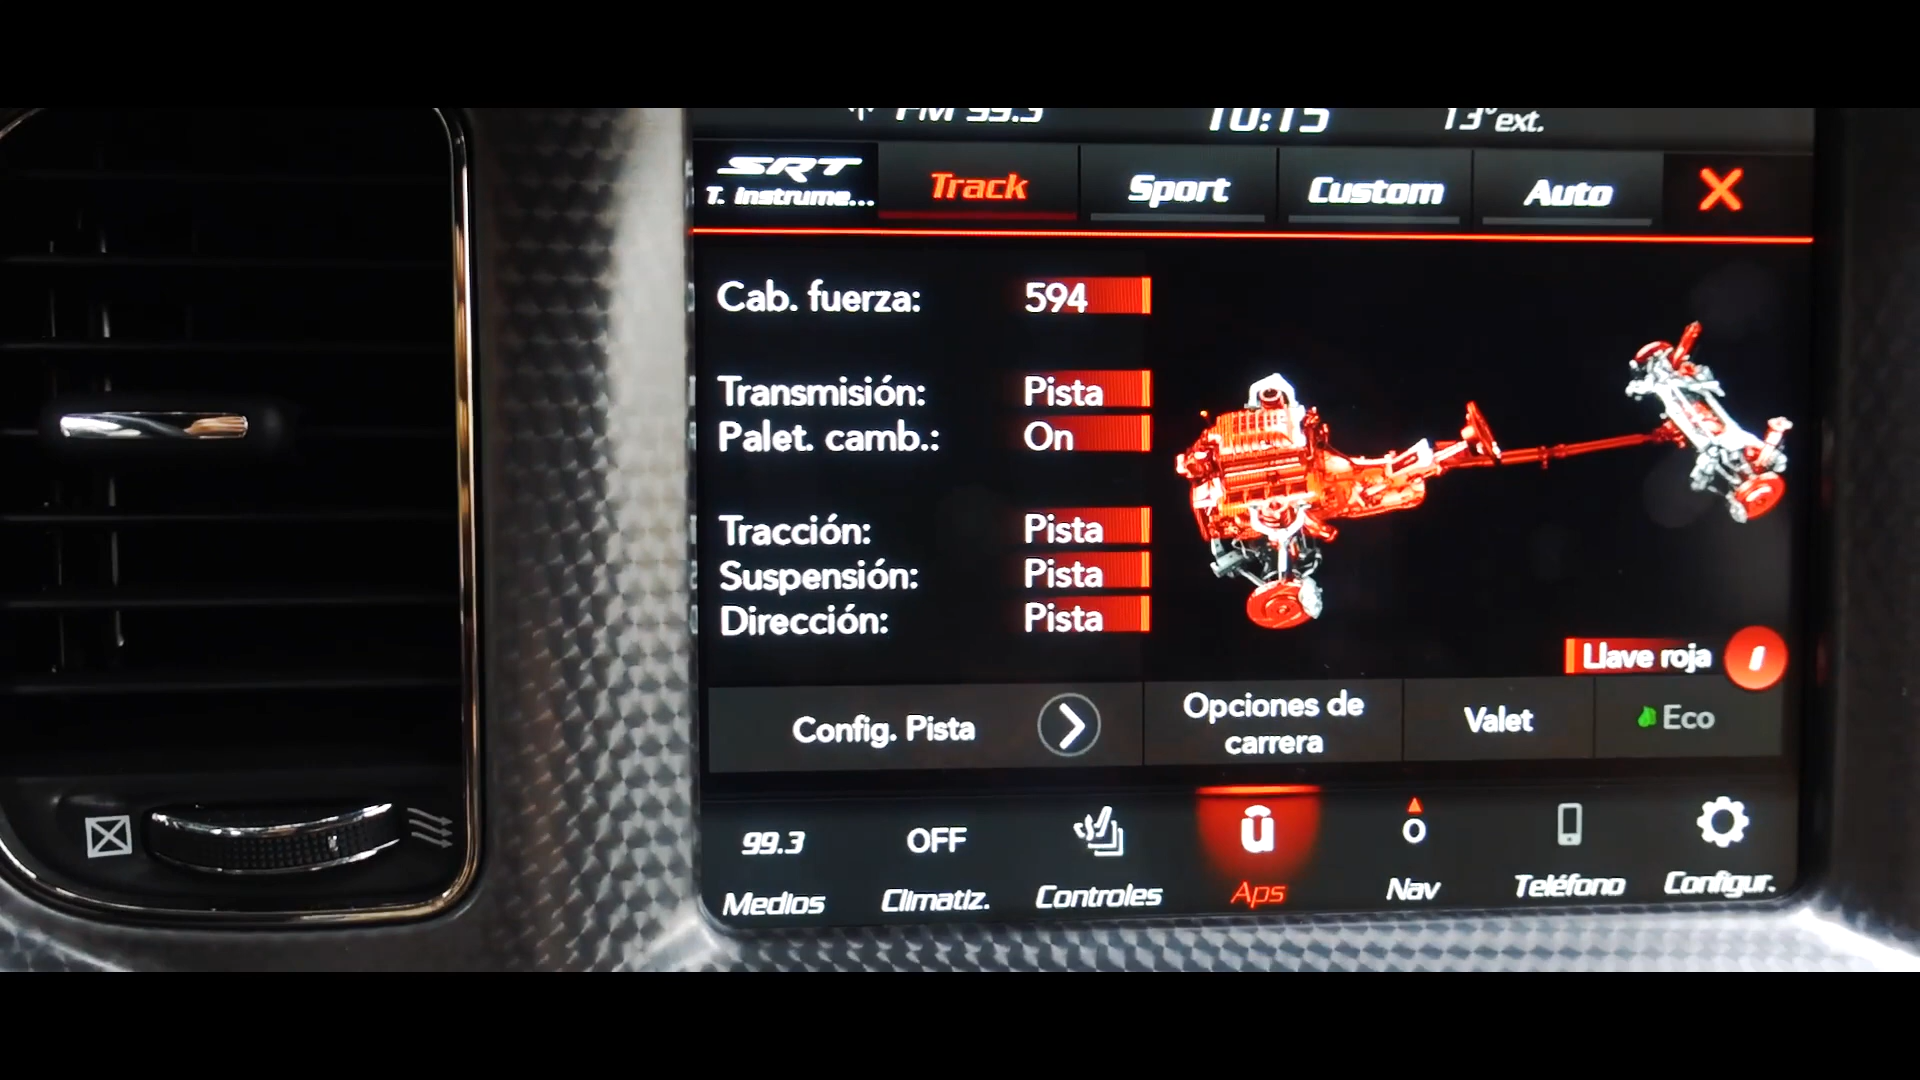 FM 99.3 10:15 13° ext.
SRT Track Sport Custom Auto X
T. instrume...
Cab. fuerza: 594
Transmisión: Pista
Palet. camb.: On
Tracción: Pista
Suspensión: Pista
Dirección: Pista
Llave roja
Config. Pista
Opciones de
carrera
Valet
Eco
99.3 OFF
Medios Climatiz. Controles Aps Nav Teléfono Configur.